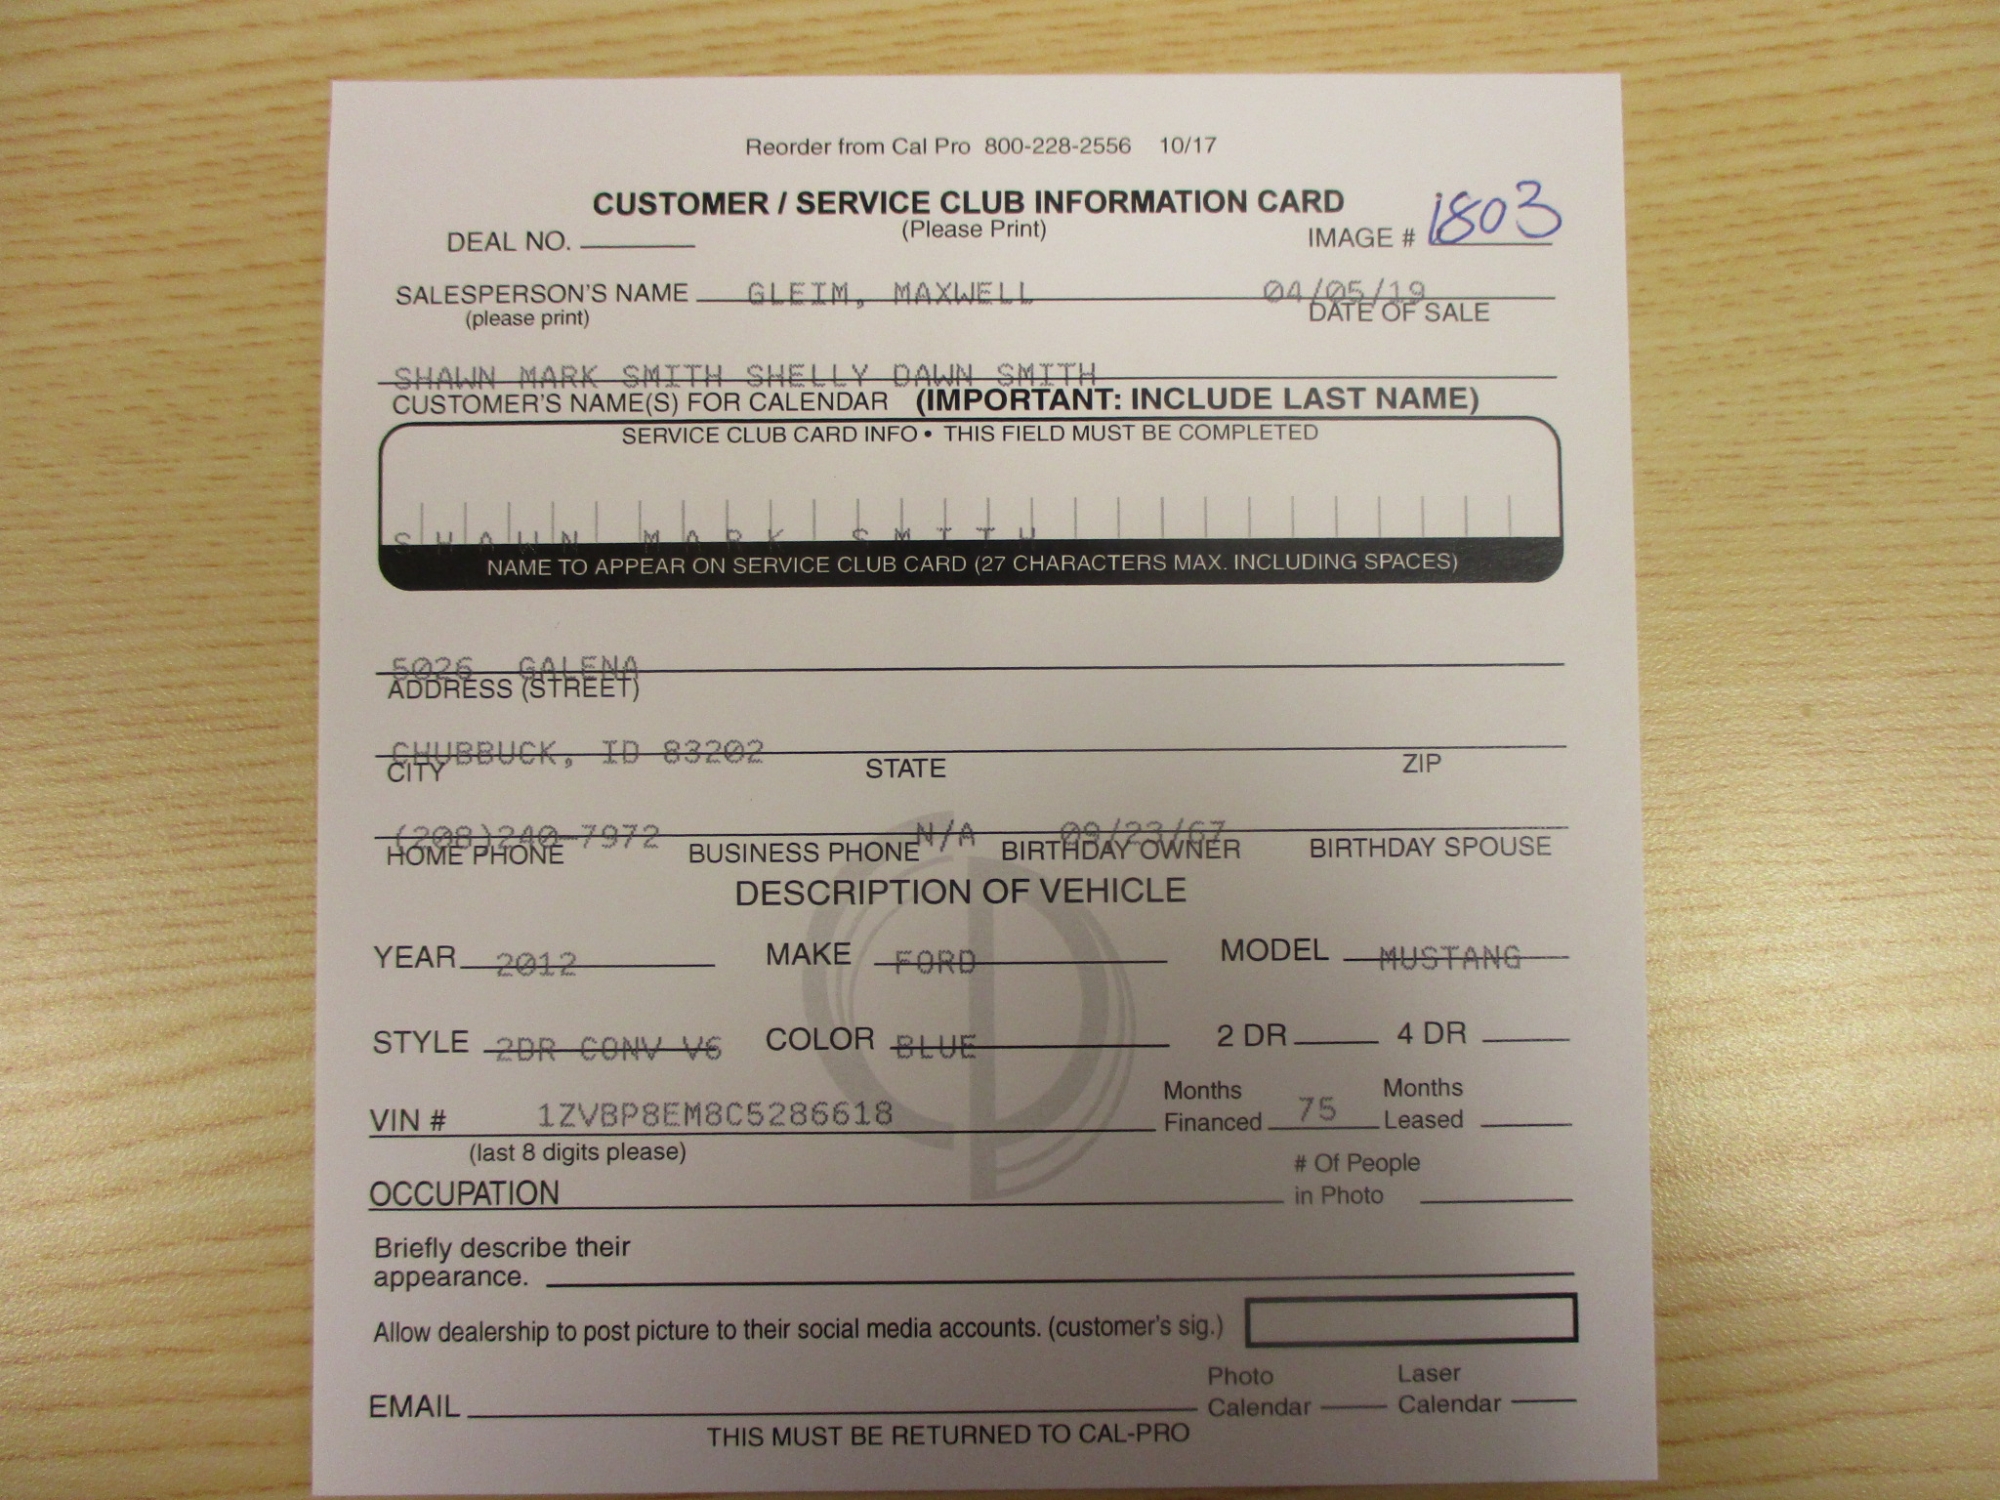 Reorder from Cal Pro 800-228-2556 10/17
CUSTOMER / SERVICE CLUB INFORMATION CARD
(Please Print)
DEAL NO. IMAGE # 1803
SALESPERSON'S NAME GLEIM, MAXWELL 04/05/19
(please print) DATE OF SALE
SHAWN MARK SMITH SHELLY DAWN SMITH
CUSTOMER'S NAME(S) FOR CALENDAR (IMPORTANT: INCLUDE LAST NAME)
SERVICE CLUB CARD INFO • THIS FIELD MUST BE COMPLETED
SHAWN MARK SMITH
NAME TO APPEAR ON SERVICE CLUB CARD (27 CHARACTERS MAX. INCLUDING SPACES)
5026 GALENA
ADDRESS (STREET)
CHUBBUCK, ID 83202
CITY STATE ZIP
(208)240-7972 N/A 09/23/67
HOME PHONE BUSINESS PHONE BIRTHDAY OWNER BIRTHDAY SPOUSE
DESCRIPTION OF VEHICLE
YEAR 2012 MAKE FORD MODEL MUSTANG
STYLE 2DR CONV V6 COLOR BLUE 2 DR 4 DR
Months Months
VIN # 1ZVBP8EM8C5286618 Financed 75 Leased
(last 8 digits please)
# Of People
OCCUPATION in Photo
Briefly describe their
appearance.
Allow dealership to post picture to their social media accounts. (customer's sig.)
Photo Laser
EMAIL Calendar Calendar
THIS MUST BE RETURNED TO CAL-PRO